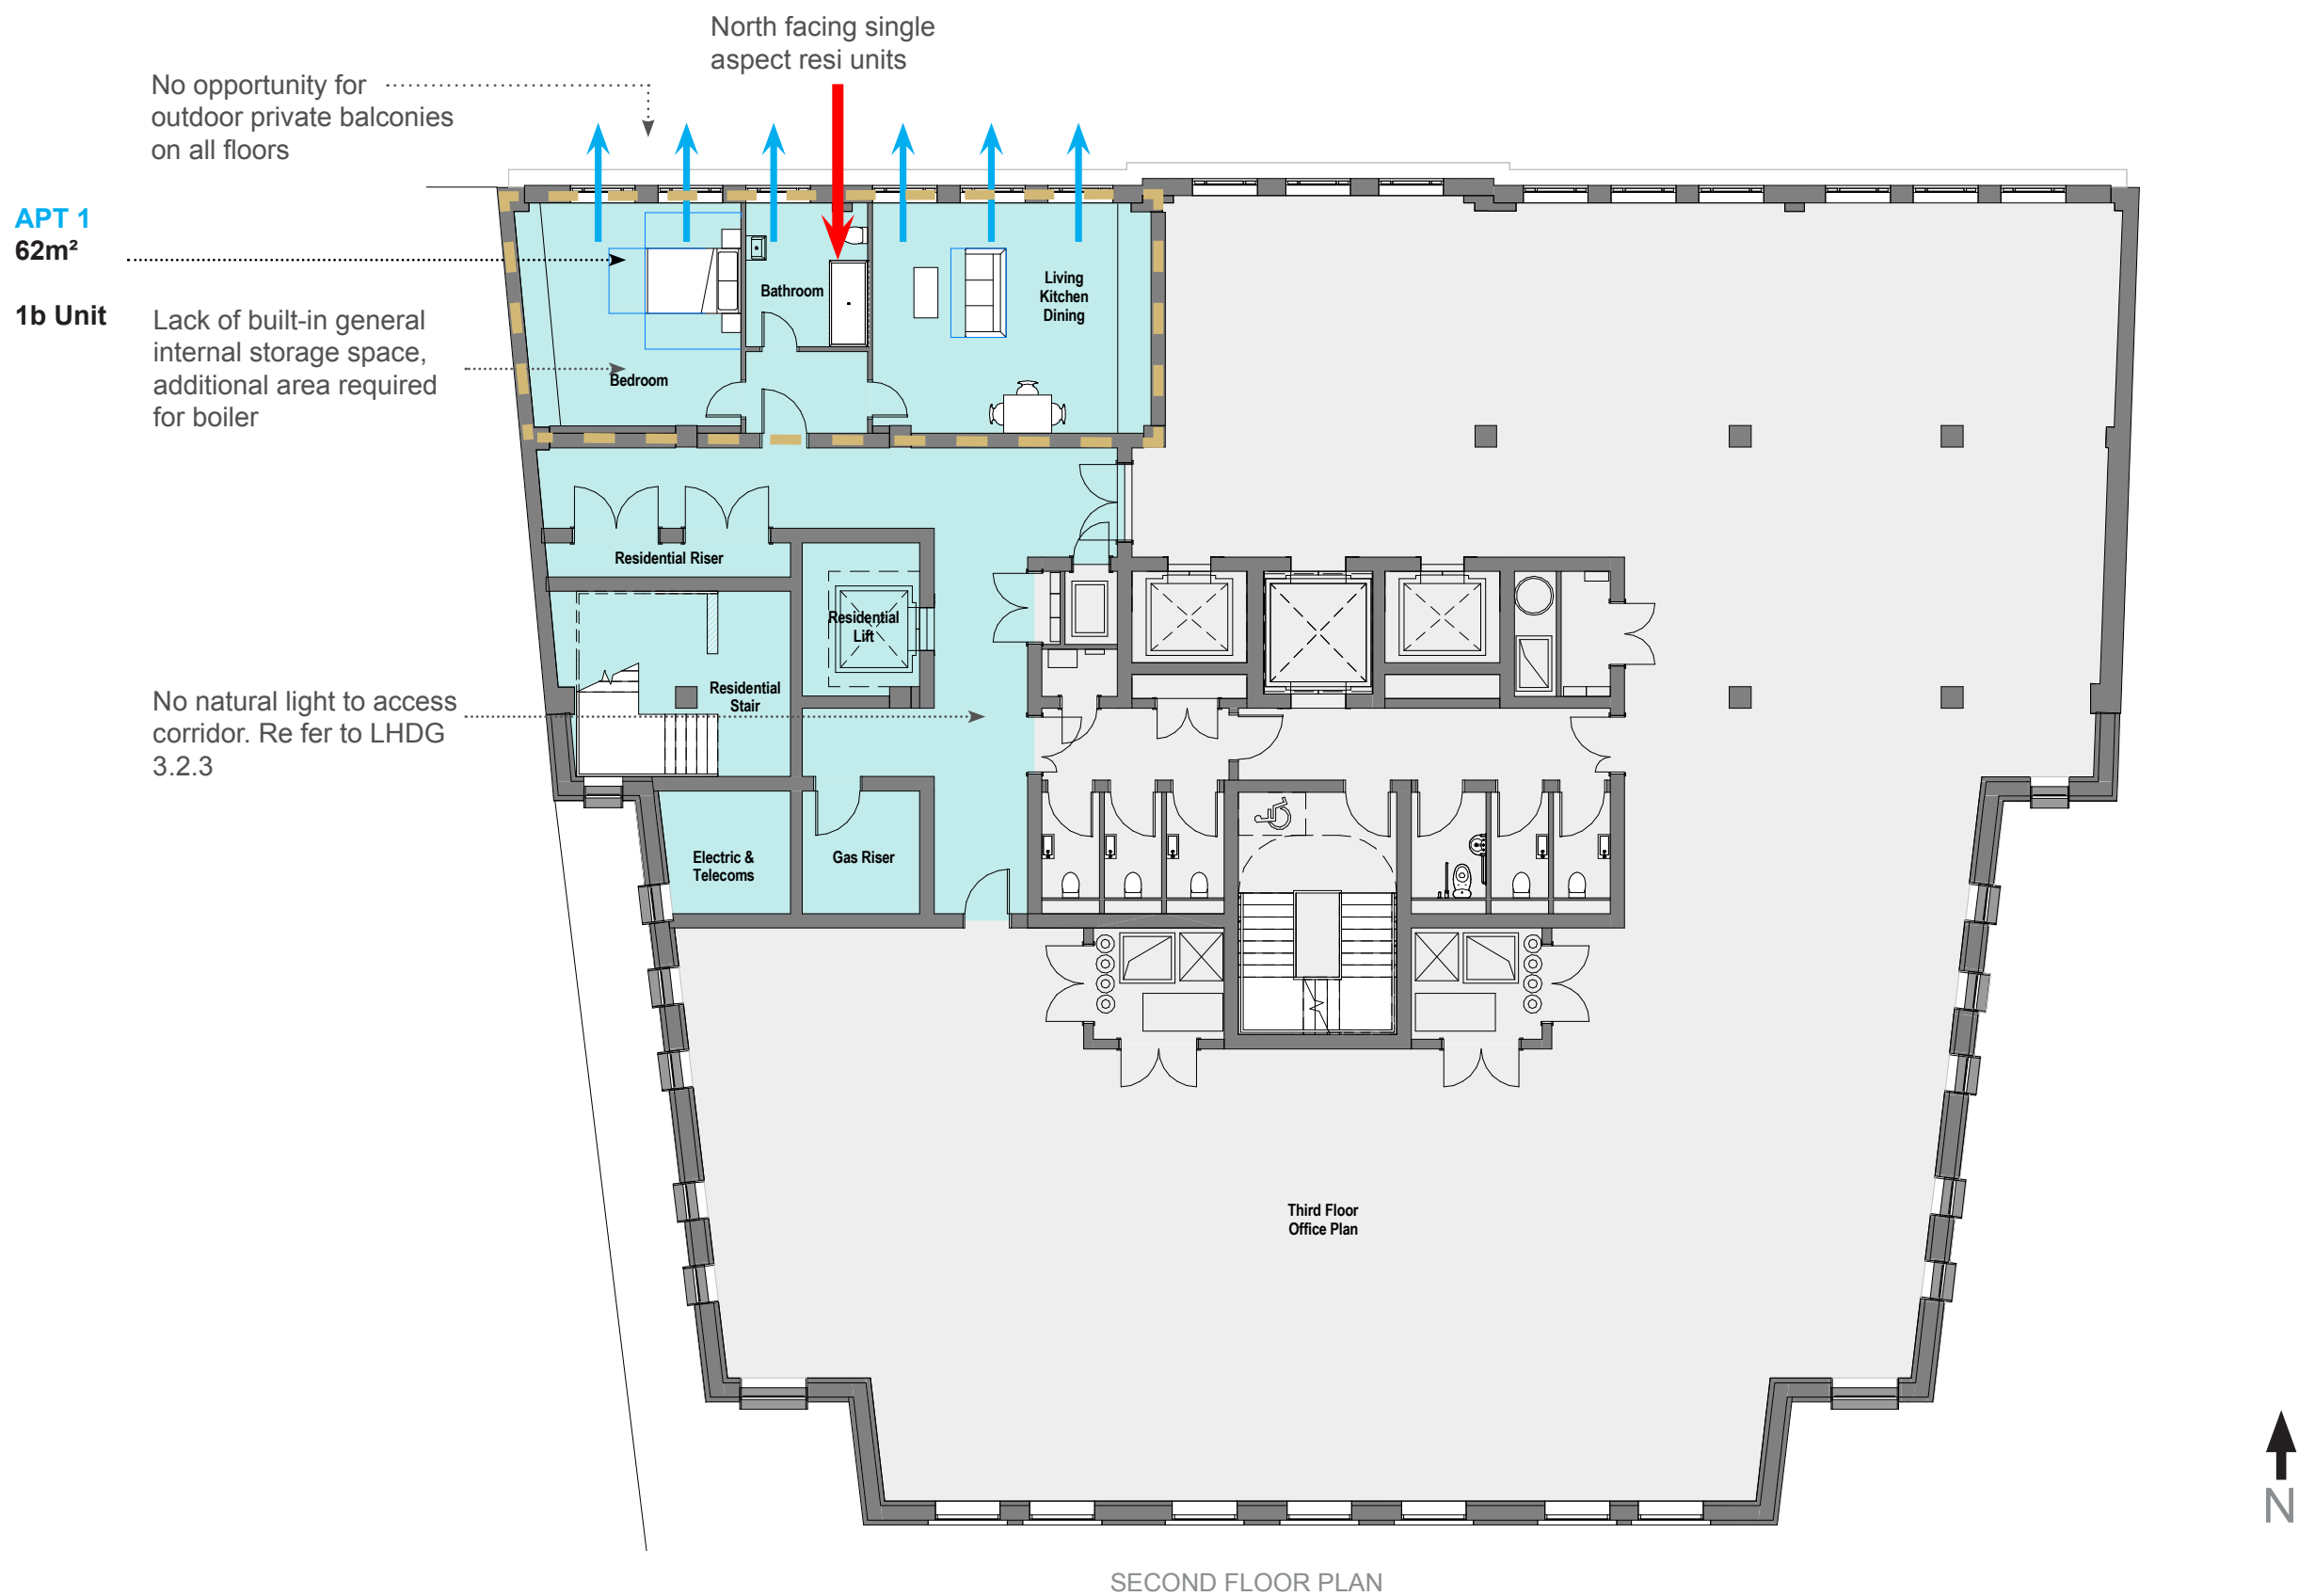 North facing single
aspect resi units
No opportunity for
outdoor private balconies
on all floors
APT 1
62m²
1b Unit
Lack of built-in general
internal storage space,
additional area required
for boiler
Bedroom
Bathroom
Living
Kitchen
Dining
Residential Riser
Residential
Lift
Residential
Stair
No natural light to access
corridor. Re fer to LHDG
3.2.3
Electric &
Telecoms
Gas Riser
Third Floor
Office Plan
N
SECOND FLOOR PLAN